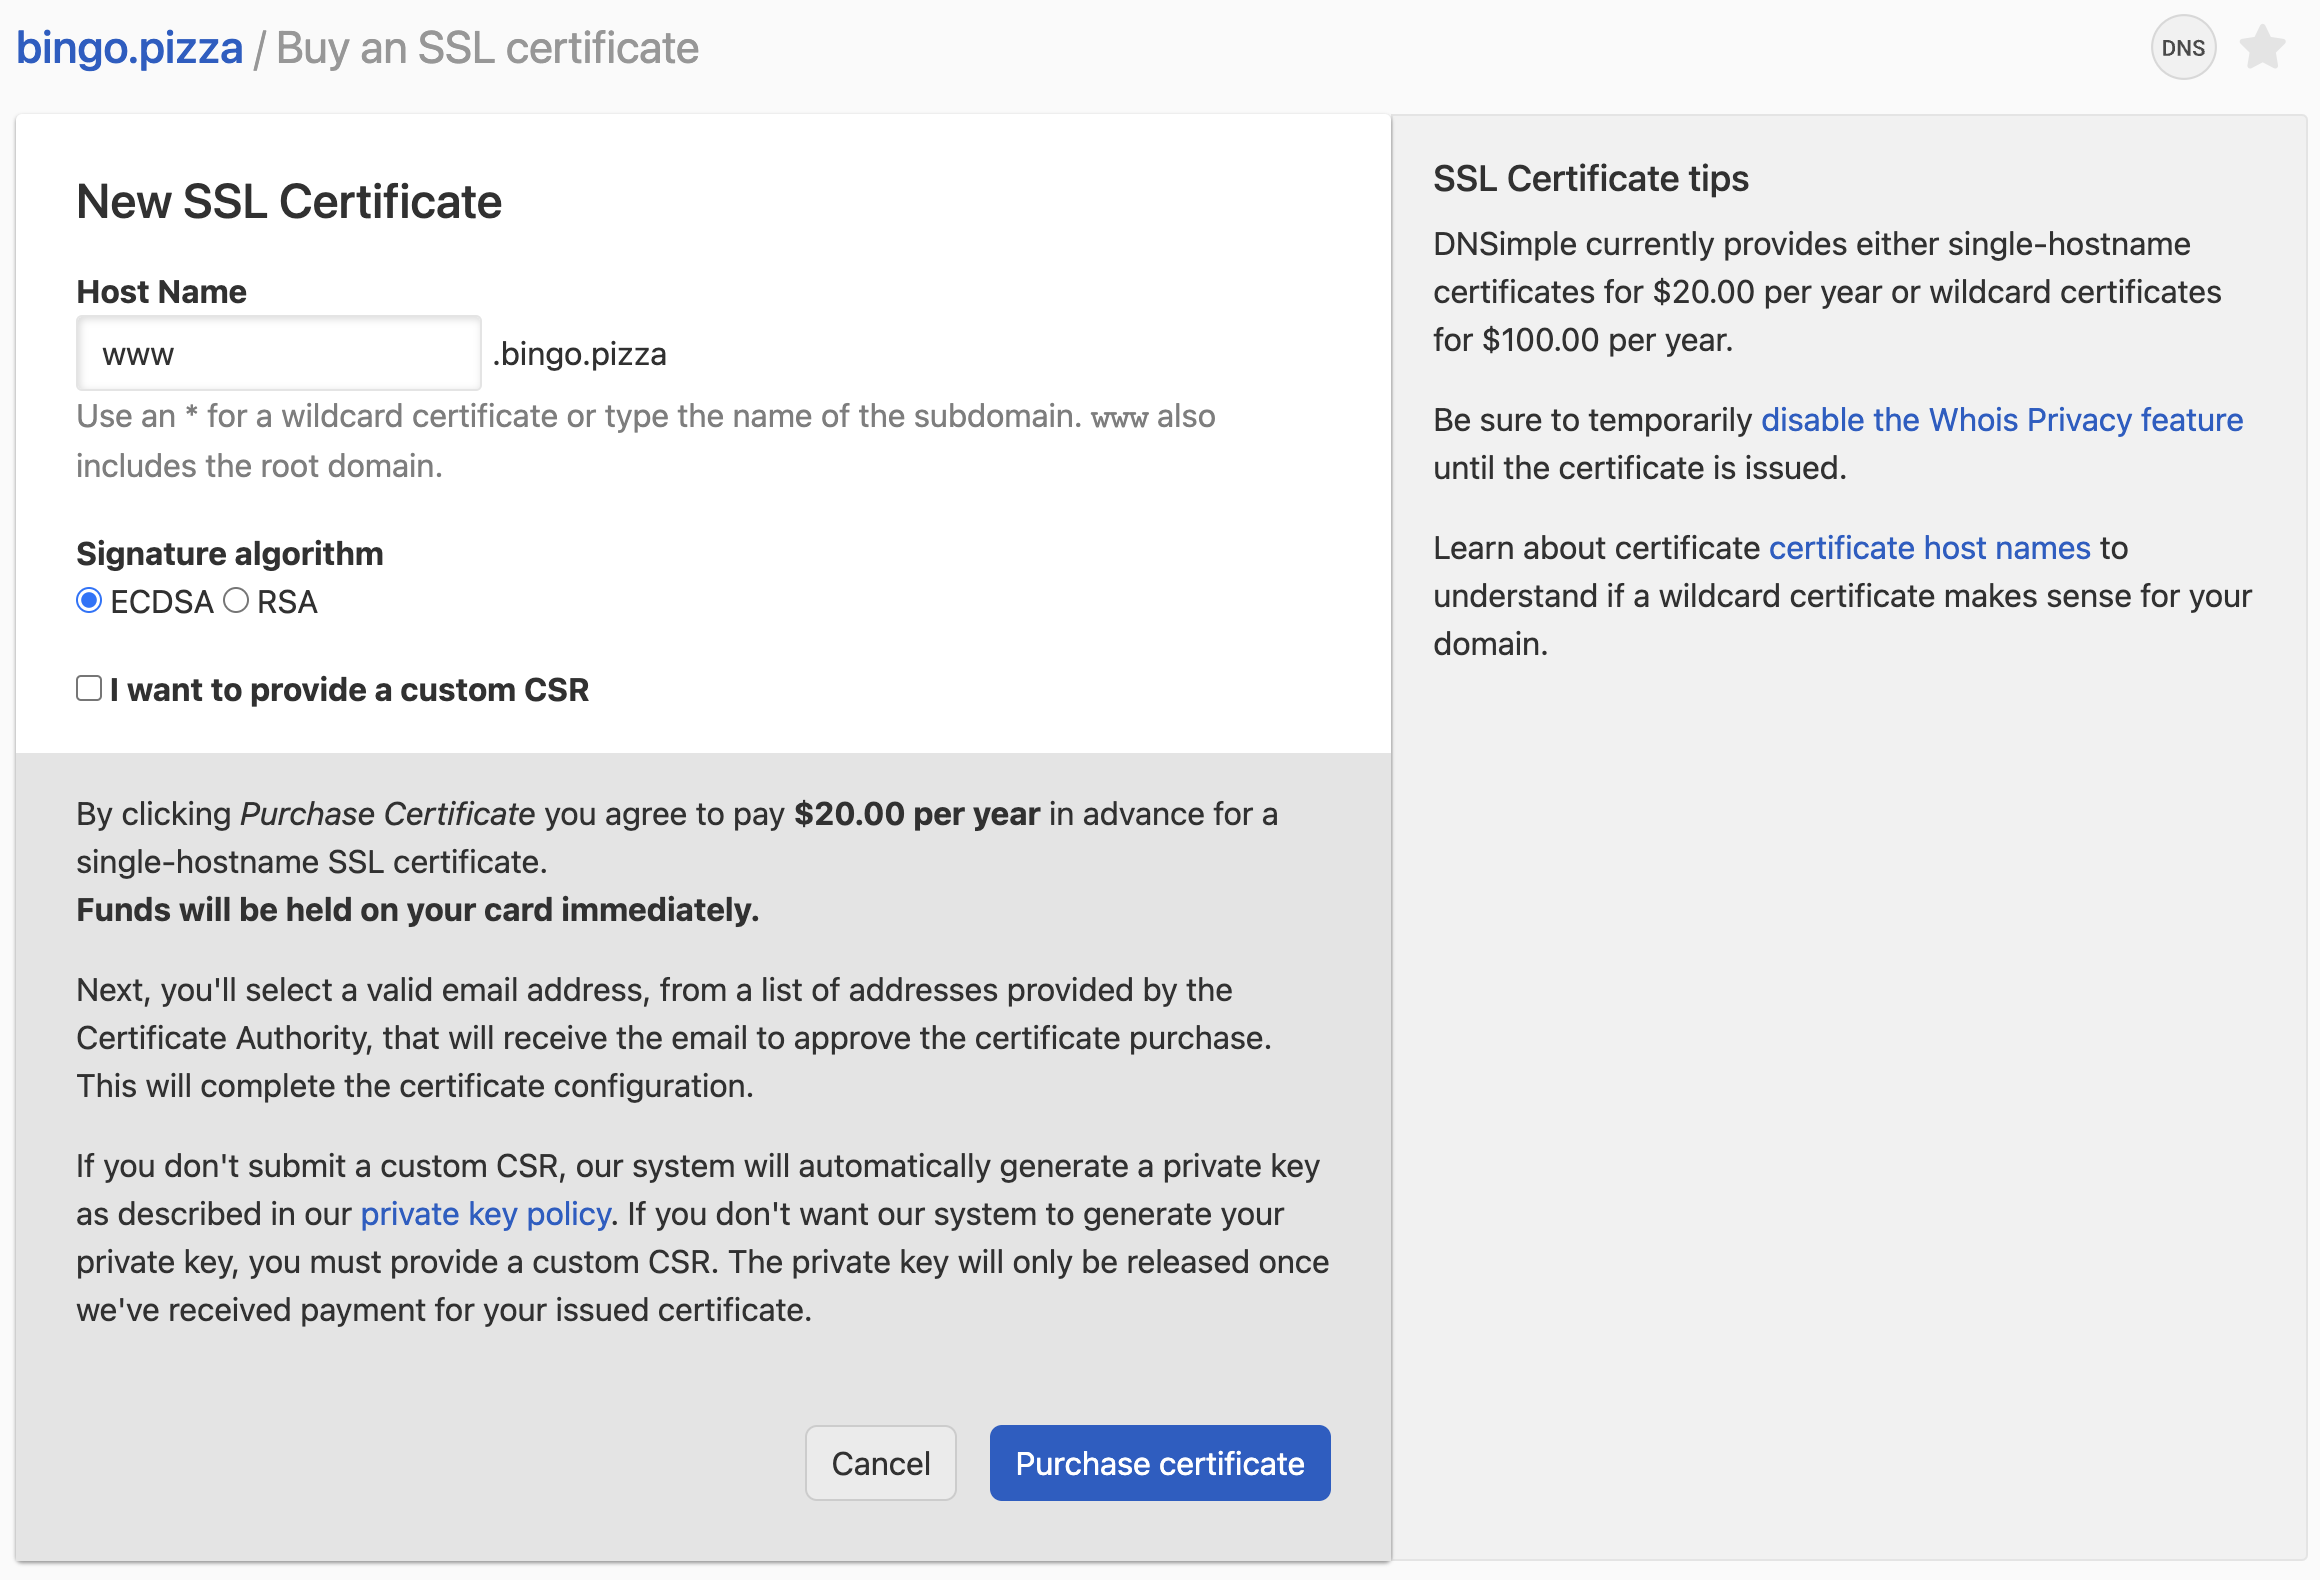 bingo.pizza / Buy an SSL certificate
DNS
New SSL Certificate
Host Name
www .bingo.pizza
Use an * for a wildcard certificate or type the name of the subdomain. www also
includes the root domain.
Signature algorithm
ECDSA RSA
I want to provide a custom CSR
By clicking Purchase Certificate you agree to pay $20.00 per year in advance for a
single-hostname SSL certificate.
Funds will be held on your card immediately.
Next, you'll select a valid email address, from a list of addresses provided by the
Certificate Authority, that will receive the email to approve the certificate purchase.
This will complete the certificate configuration.
If you don't submit a custom CSR, our system will automatically generate a private key
as described in our private key policy. If you don't want our system to generate your
private key, you must provide a custom CSR. The private key will only be released once
we've received payment for your issued certificate.
Cancel
Purchase certificate
SSL Certificate tips
DNSimple currently provides either single-hostname
certificates for $20.00 per year or wildcard certificates
for $100.00 per year.
Be sure to temporarily disable the Whois Privacy feature
until the certificate is issued.
Learn about certificate certificate host names to
understand if a wildcard certificate makes sense for your
domain.